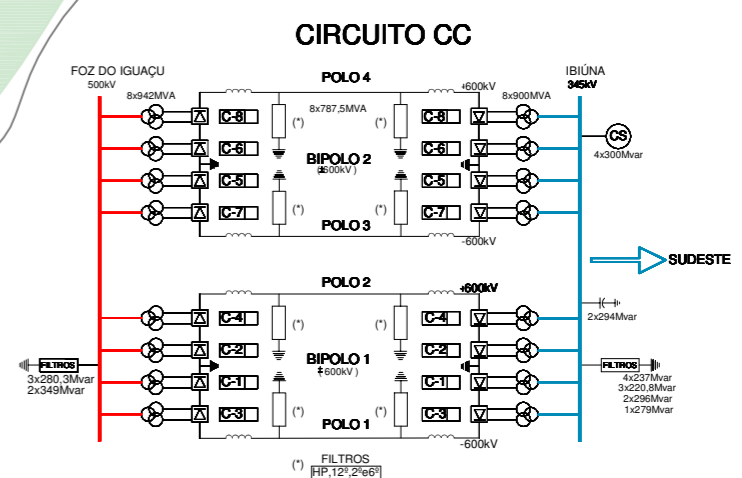 CIRCUITO CC
FOZ DO IGUAÇU
500kV
POLO 4
+600kV
IBIÚNA
345kV
8x942MVA
8x787,5MVA
8x900MVA
C-8
(*)
(*)
C-8
CS
4x300Mvar
C-6
BIPOLO 2
(±600kV )
C-6
C-5
C-5
C-7
(*)
(*)
C-7
POLO 3
-600kV
SUDESTE
POLO 2
+600kV
C-4
(*)
(*)
C-4
2x294Mvar
C-2
BIPOLO 1
(±600kV )
C-2
FILTROS
3x280,3Mvar
2x349Mvar
C-1
C-1
FILTROS
4x237Mvar
3x220,8Mvar
2x296Mvar
1x279Mvar
C-3
(*)
(*)
C-3
POLO 1
-600kV
(*) FILTROS
HP,12º,2ºe6º